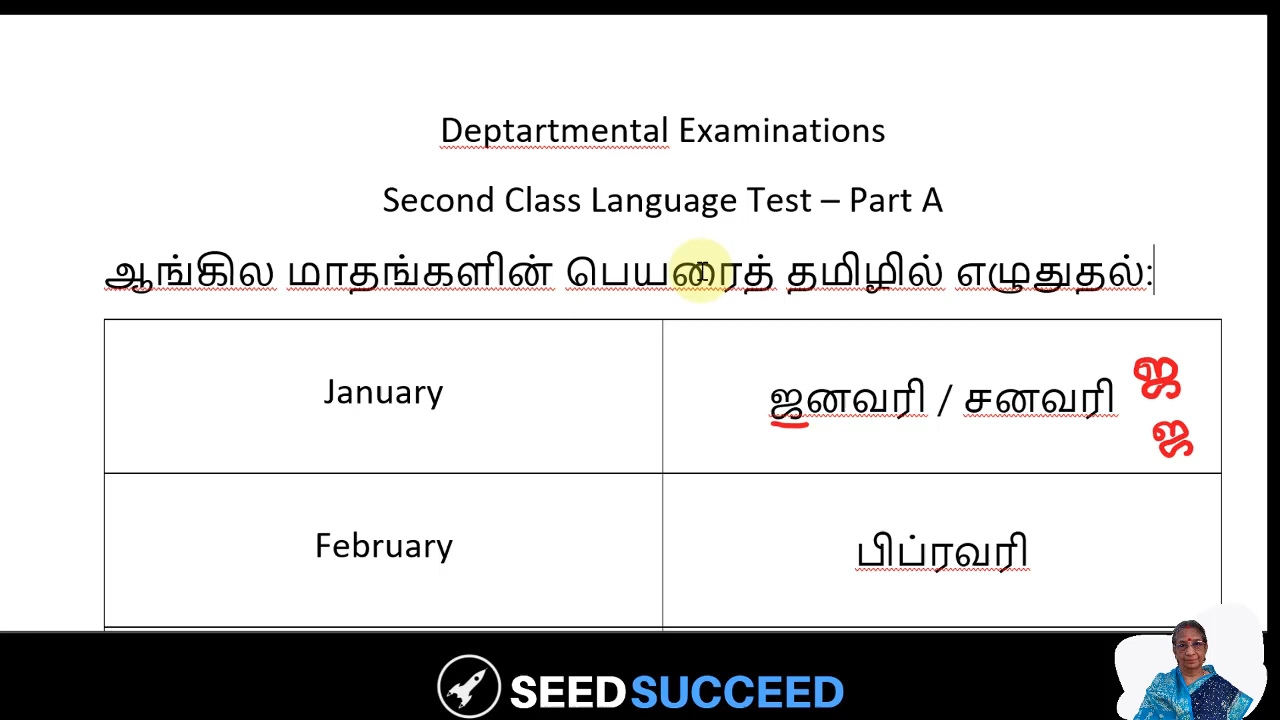 Deptartmental Examinations
Second Class Language Test – Part A
ஆங்கில மாதங்களின் பெயரைத் தமிழில் எழுதுதல்:
January
ஜனவரி / சனவரி
ஜ
ஜ
February
பிப்ரவரி
SEEDSUCCEED